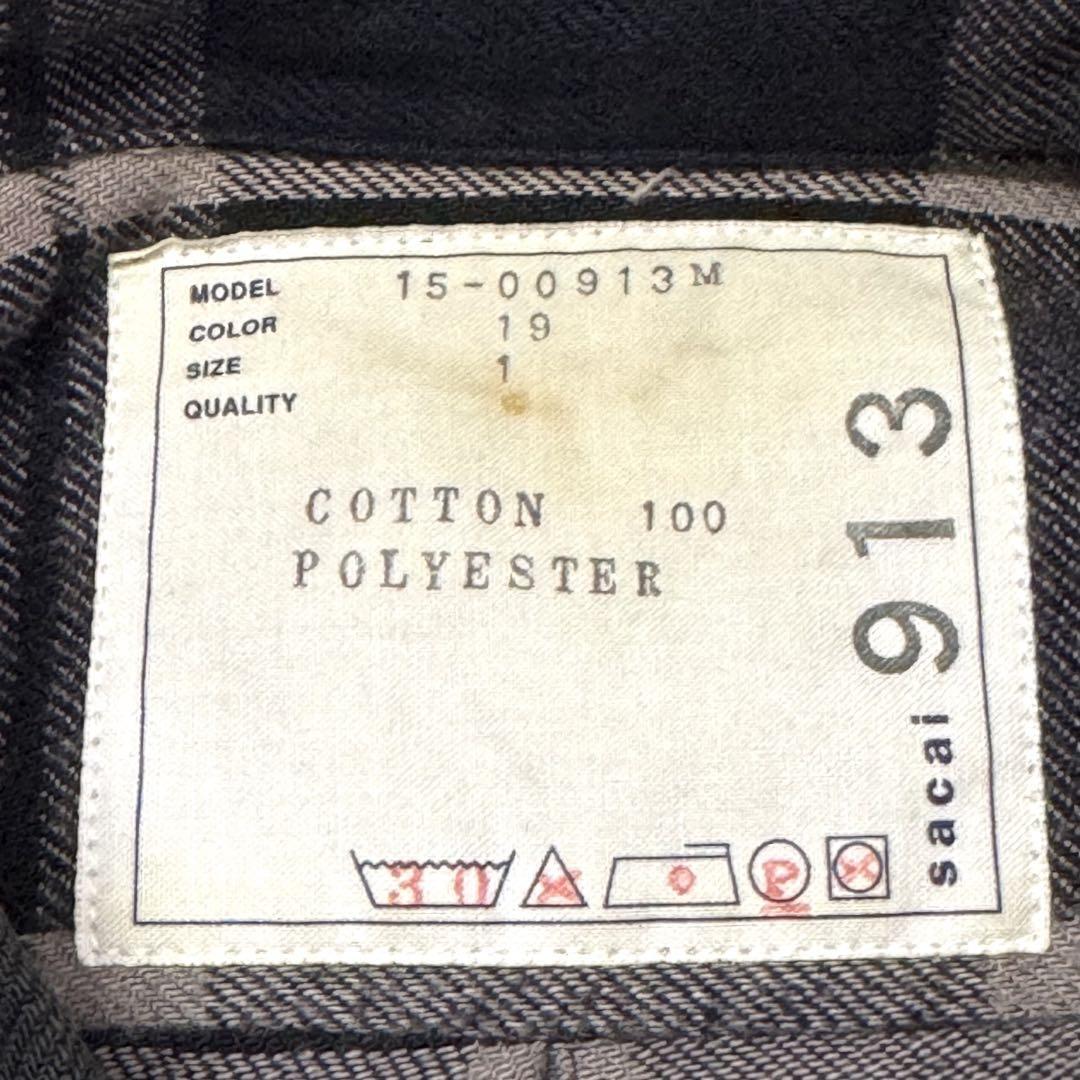 MODEL 15-00913M
COLOR 19
SIZE 1
QUALITY
COTTON 100
POLYESTER
30
P
sacai 913